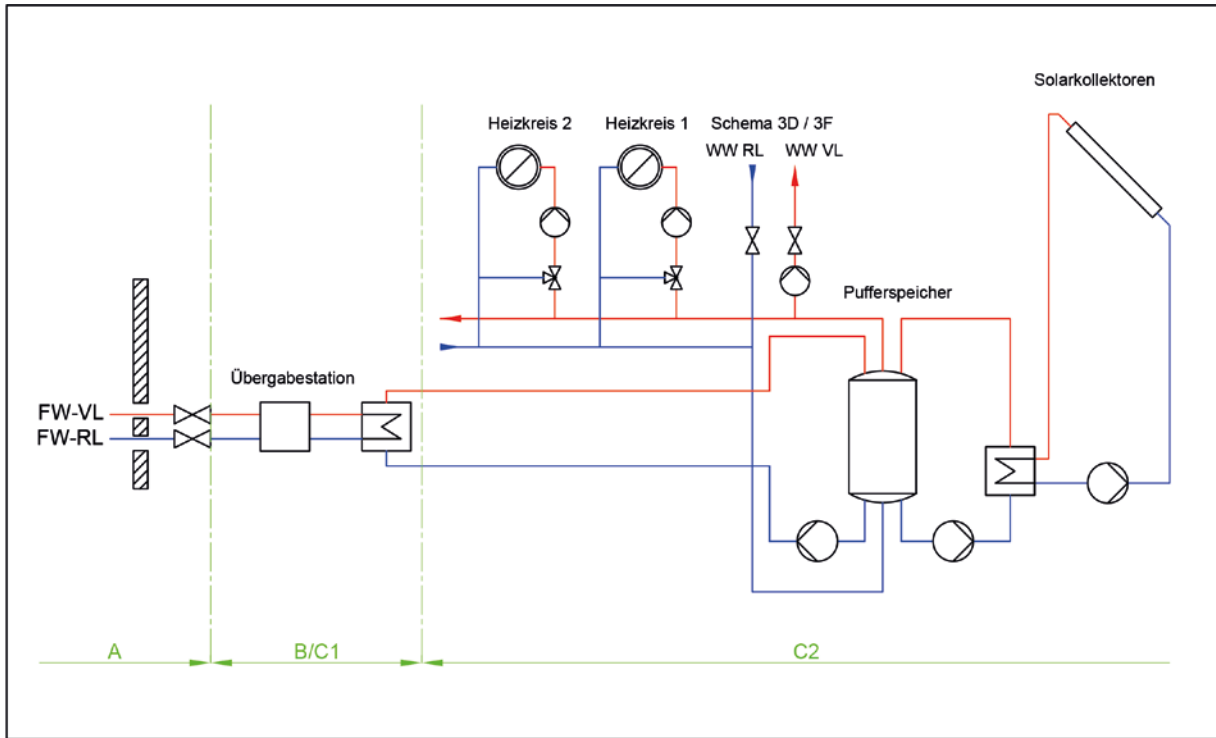 Solarkollektoren
Heizkreis 2
Heizkreis 1
Schema 3D / 3F
WW RL
WW VL
Pufferspeicher
Übergabestation
FW-VL
FW-RL
A
B/C1
C2